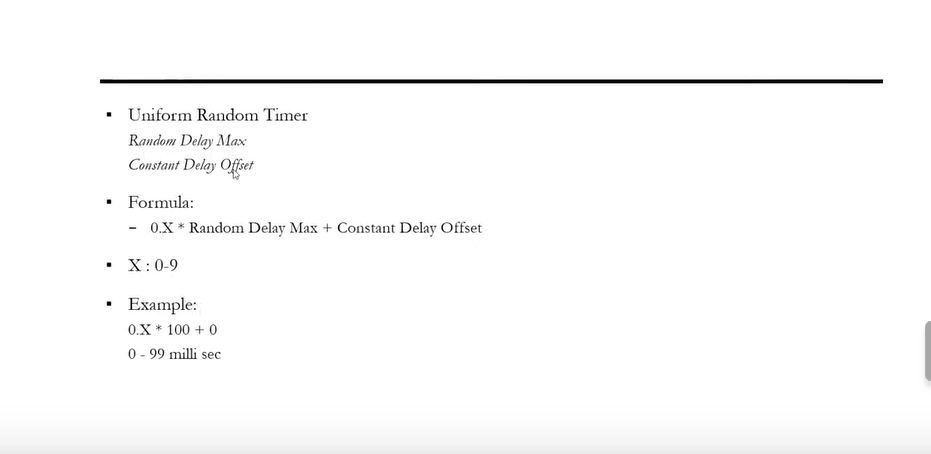 Uniform Random Timer
Random Delay Max
Constant Delay Offset
Formula:
– 0.X * Random Delay Max + Constant Delay Offset
X : 0-9
Example:
0.X * 100 + 0
0 - 99 milli sec